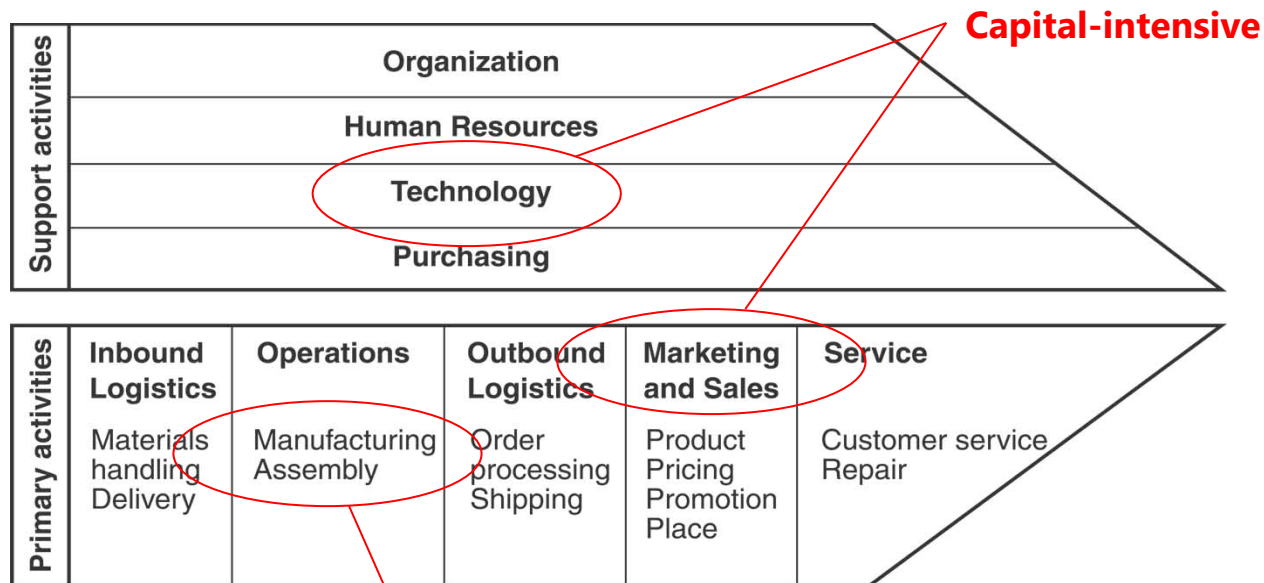 Capital-intensive
Support activities
Organization
Human Resources
Technology
Purchasing
Primary activities
Inbound
Logistics
Materials
handling
Delivery
Operations
Manufacturing
Assembly
Outbound
Logistics
Order
processing
Shipping
Marketing
and Sales
Product
Pricing
Promotion
Place
Service
Customer service
Repair